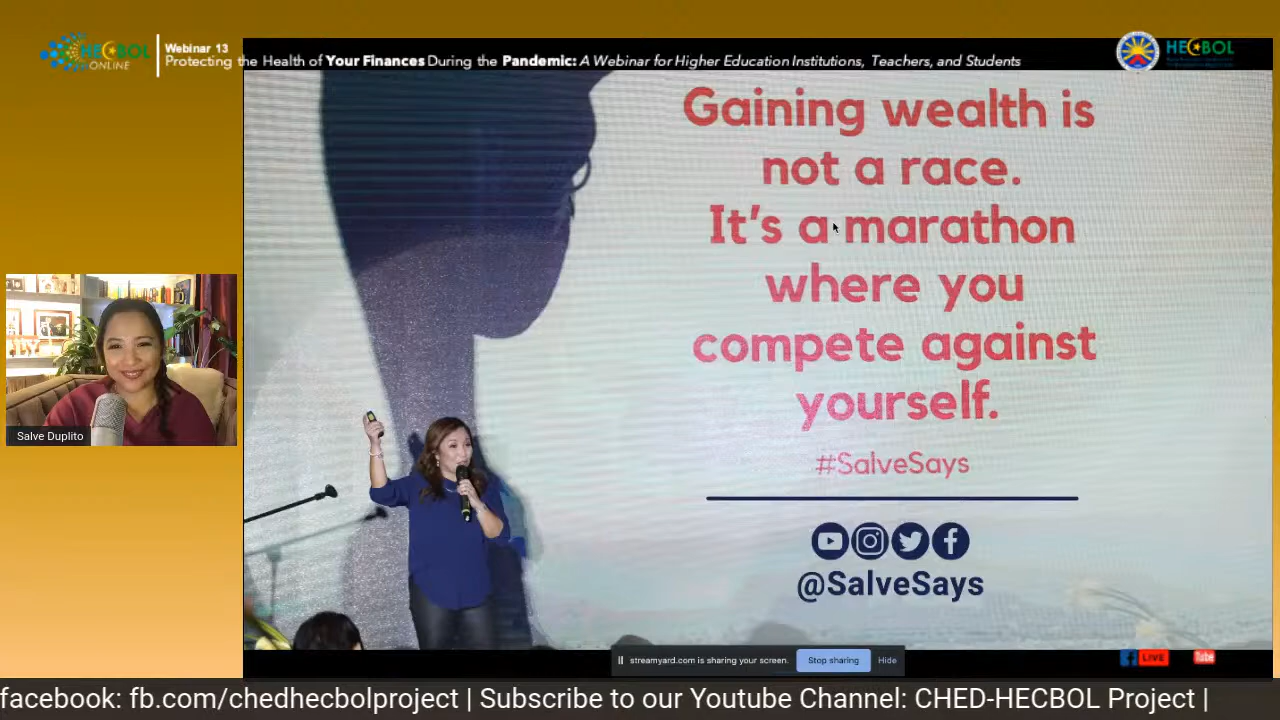 HECBOL
ONLINE
Webinar 13
Protecting the Health of Your Finances During the Pandemic: A Webinar for Higher Education Institutions, Teachers, and Students
HECBOL
Gaining wealth is
not a race.
It's a marathon
where you
compete against
yourself.
#SalveSays
@SalveSays
Salve Duplito
streamyard.com is sharing your screen.
Stop sharing
Hide
LIVE
Tube
facebook: fb.com/chedhecbolproject | Subscribe to our Youtube Channel: CHED-HECBOL Project |